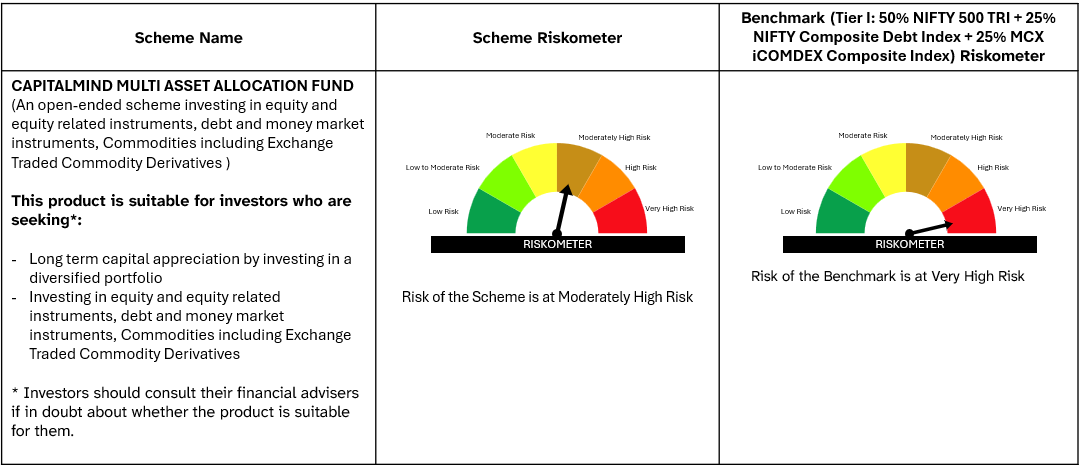 Scheme Name
Scheme Riskometer
Benchmark (Tier I: 50% NIFTY 500 TRI + 25%
NIFTY Composite Debt Index + 25% MCX
iCOMDEX Composite Index) Riskometer
CAPITALMIND MULTI ASSET ALLOCATION FUND
(An open-ended scheme investing in equity and
equity related instruments, debt and money market
instruments, Commodities including Exchange
Traded Commodity Derivatives )
This product is suitable for investors who are
seeking*:
- Long term capital appreciation by investing in a
diversified portfolio
- Investing in equity and equity related
instruments, debt and money market
instruments, Commodities including Exchange
Traded Commodity Derivatives
* Investors should consult their financial advisers
if in doubt about whether the product is suitable
for them.
Moderate Risk
Moderately High Risk
Low to Moderate Risk
High Risk
Low Risk
Very High Risk
RISKOMETER
Risk of the Scheme is at Moderately High Risk
Moderate Risk
Moderately High Risk
Low to Moderate Risk
High Risk
Low Risk
Very High Risk
RISKOMETER
Risk of the Benchmark is at Very High Risk